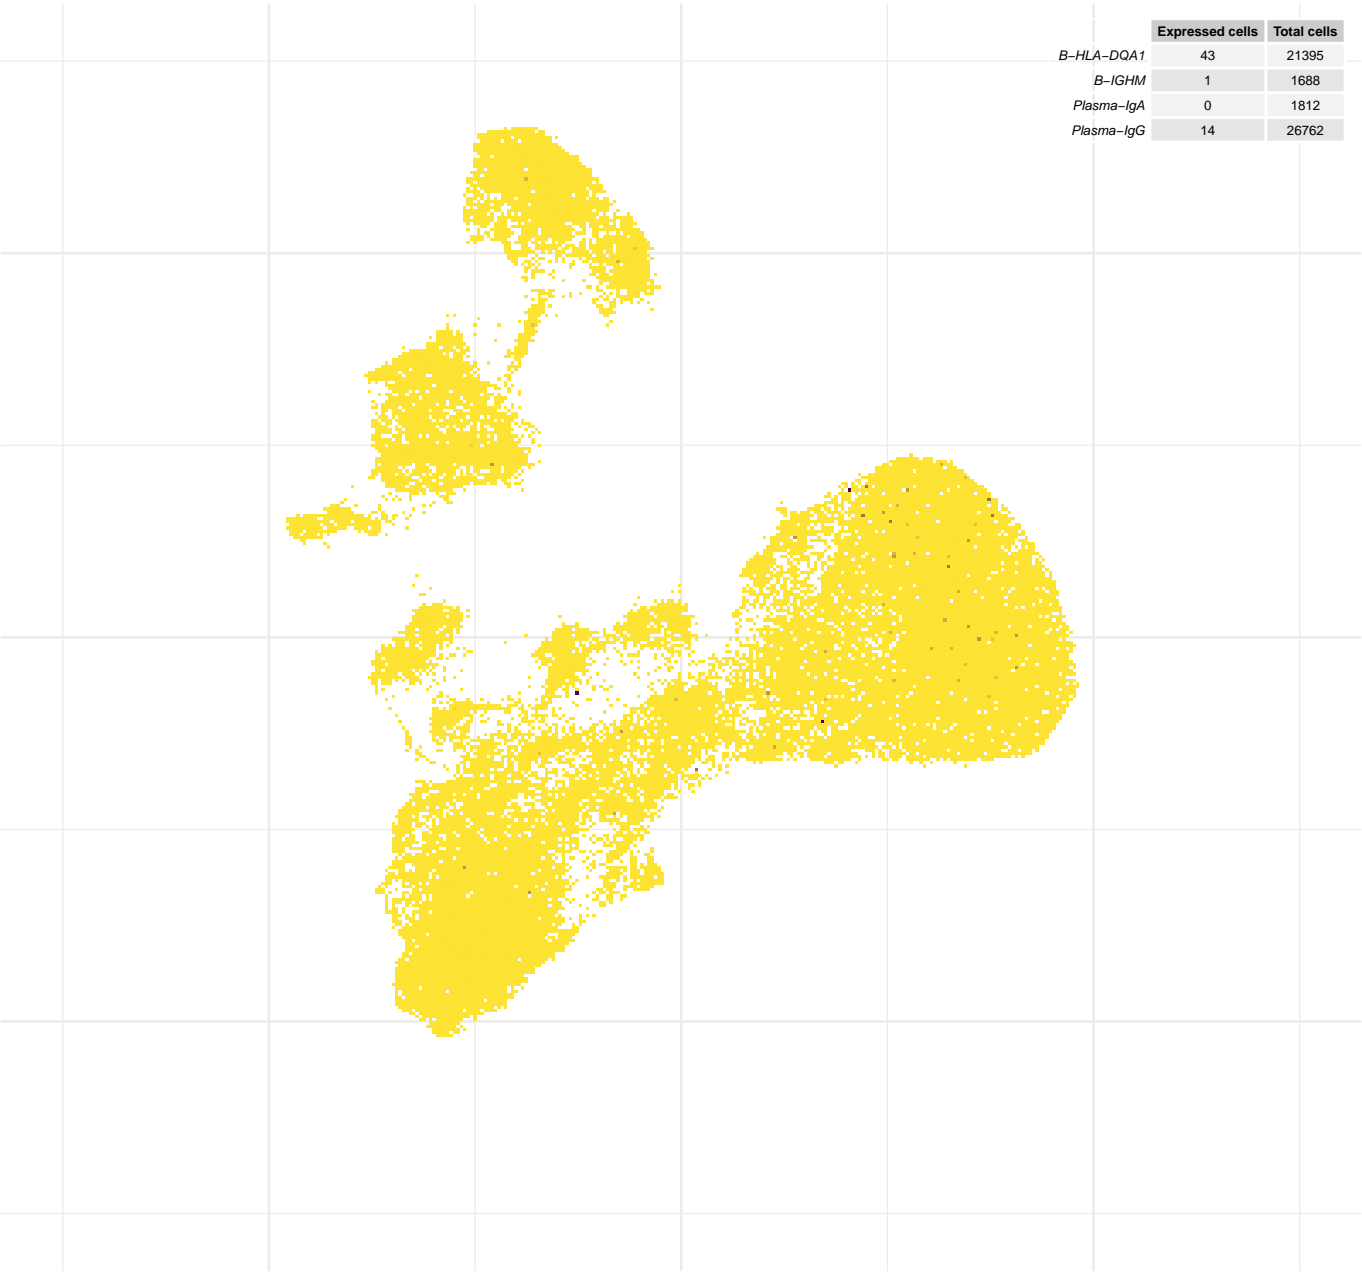 Expressed cells Total cells
B−HLA−DQA1 43 21395
B−IGHM 1 1688
Plasma−IgA 0 1812
Plasma−IgG 14 26762